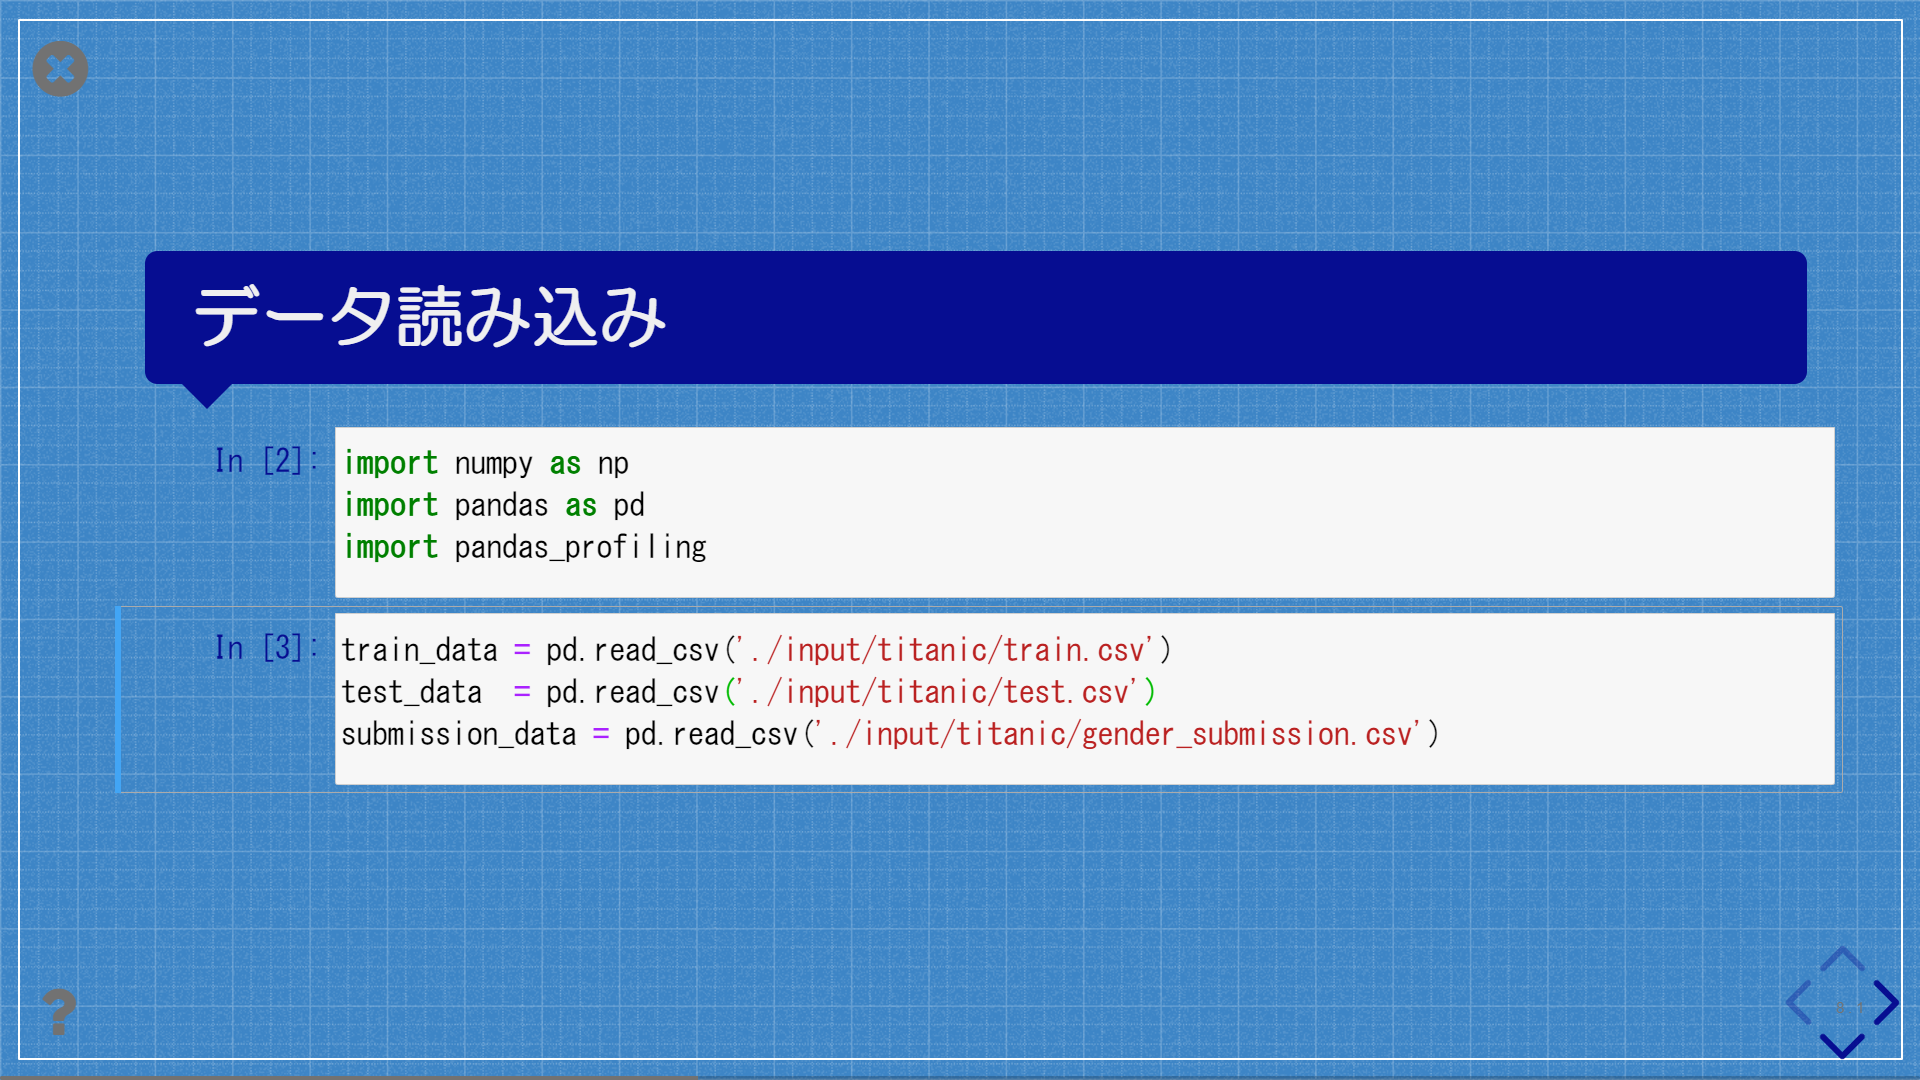 データ読み込み
In [2]:
import numpy as np
import pandas as pd
import pandas_profiling
In [3]:
train_data = pd.read_csv('./input/titanic/train.csv')
test_data  = pd.read_csv('./input/titanic/test.csv')
submission_data = pd.read_csv('./input/titanic/gender_submission.csv')
?